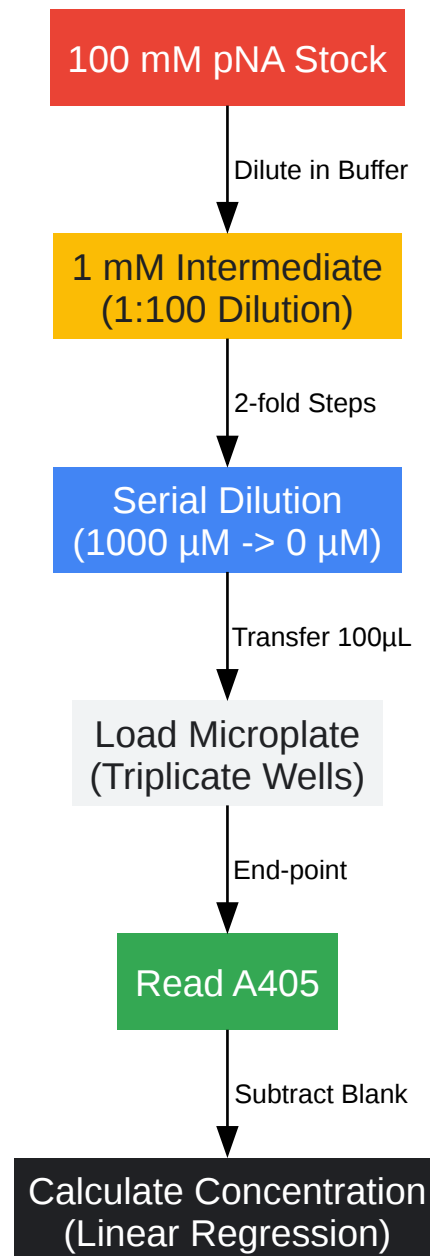 100 mM pNA Stock
Dilute in Buffer
1 mM Intermediate
(1:100 Dilution)
2-fold Steps
Serial Dilution
(1000 µM -> 0 µM)
Transfer 100µL
Load Microplate
(Triplicate Wells)
End-point
Read A405
Subtract Blank
Calculate Concentration
(Linear Regression)